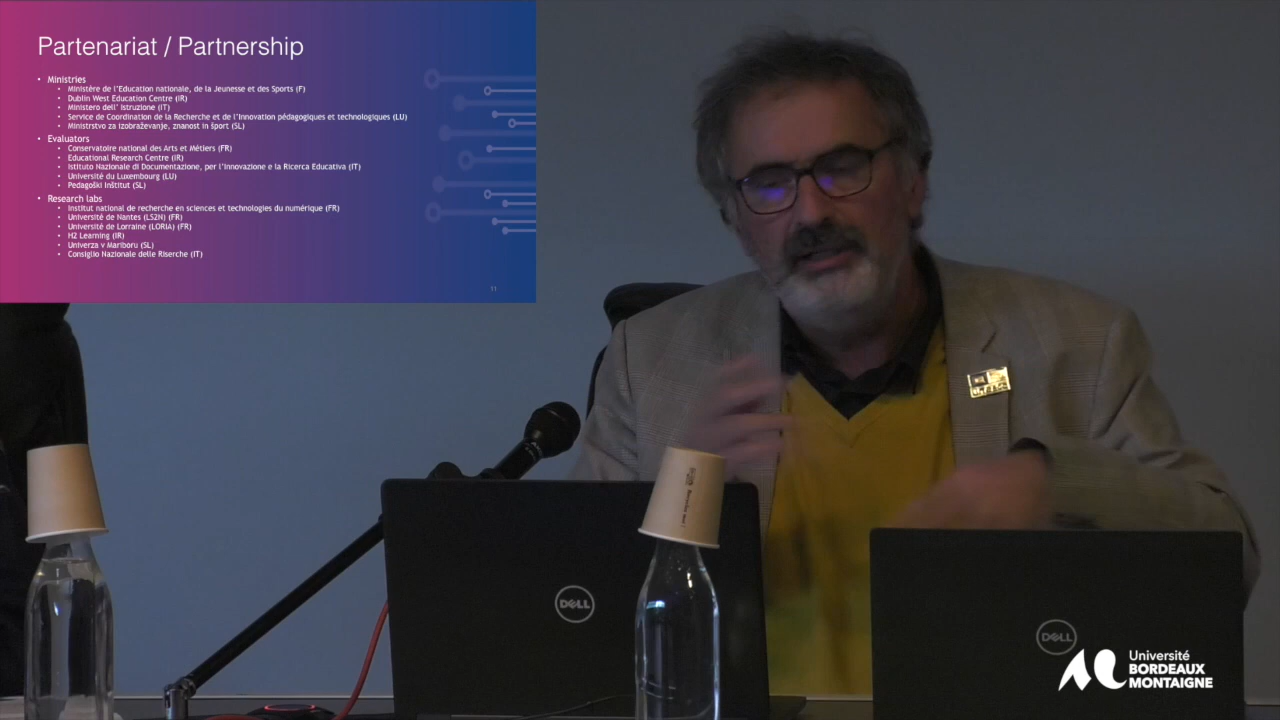 Partenariat / Partnership
• Ministries
• Ministère de l'Education nationale, de la Jeunesse et des Sports (F)
• Dublin West Education Centre (IR)
• Ministero dell' Istruzione (IT)
• Service de Coordination de la Recherche et de l'Innovation pédagogiques et technologiques (LU)
• Ministrstvo za izobraževanje, znanost in šport (SL)
• Evaluators
• Conservatoire national des Arts et Métiers (FR)
• Educational Research Centre (IR)
• Istituto Nazionale di Documentazione, per l'Innovazione e la Ricerca Educativa (IT)
• Université du Luxembourg (LU)
• Pedagoški Inštitut (SL)
• Research labs
• Institut national de recherche en sciences et technologies du numérique (FR)
• Université de Nantes (LS2N) (FR)
• Université de Lorraine (LORIA) (FR)
• H2 Learning (IR)
• Univerza v Mariboru (SL)
• Consiglio Nazionale delle Riserche (IT)
11
DELL
DELL
Université
BORDEAUX
MONTAIGNE